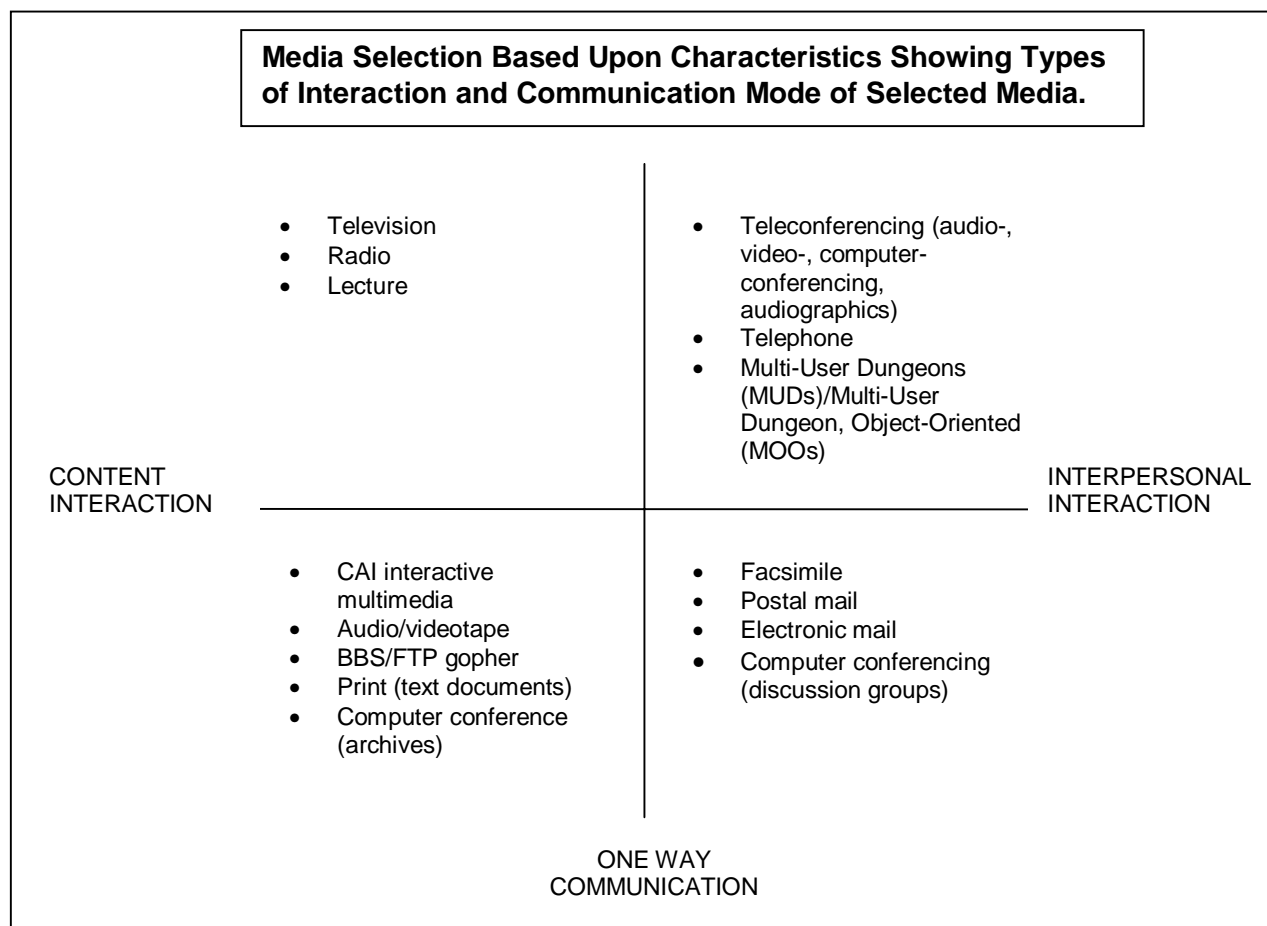 Media Selection Based Upon Characteristics Showing Types
of Interaction and Communication Mode of Selected Media.
• Television
• Radio
• Lecture
• Teleconferencing (audio-,
video-, computer-
conferencing,
audiographics)
• Telephone
• Multi-User Dungeons
(MUDs)/Multi-User
Dungeon, Object-Oriented
(MOOs)
CONTENT
INTERACTION
INTERPERSONAL
INTERACTION
• CAI interactive
multimedia
• Audio/videotape
• BBS/FTP gopher
• Print (text documents)
• Computer conference
(archives)
• Facsimile
• Postal mail
• Electronic mail
• Computer conferencing
(discussion groups)
ONE WAY
COMMUNICATION